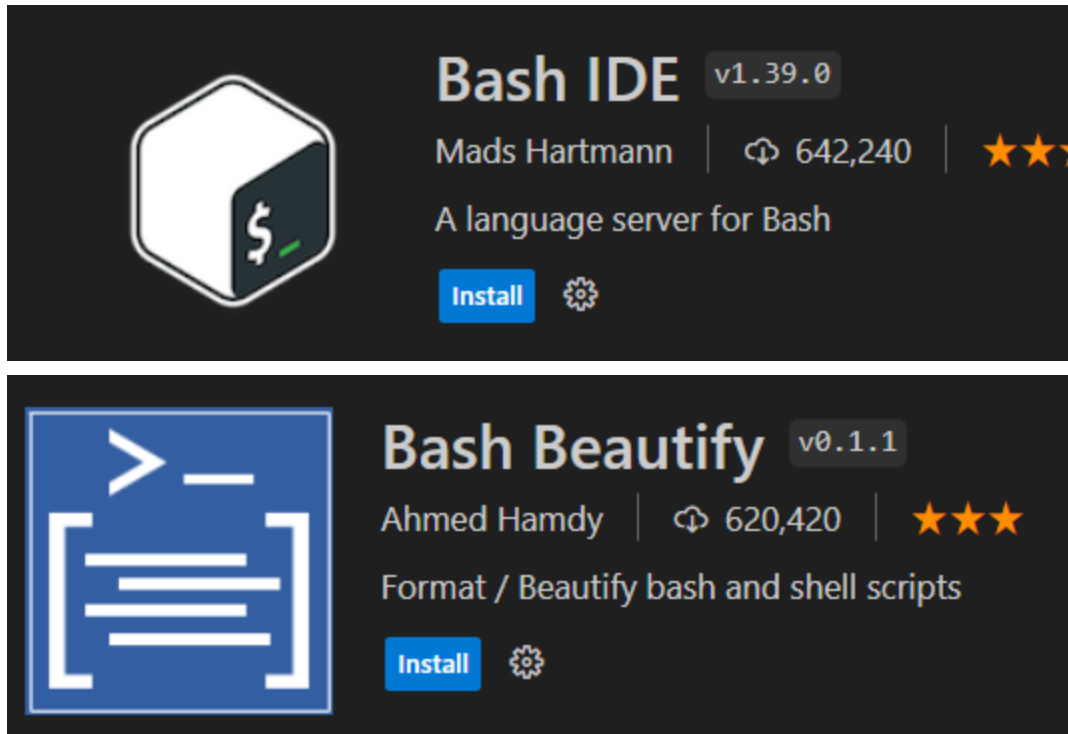 Bash IDE v1.39.0
Mads Hartmann 642,240
A language server for Bash
Install
$_
Bash Beautify v0.1.1
Ahmed Hamdy 620,420
Format / Beautify bash and shell scripts
Install
>_
[ ]